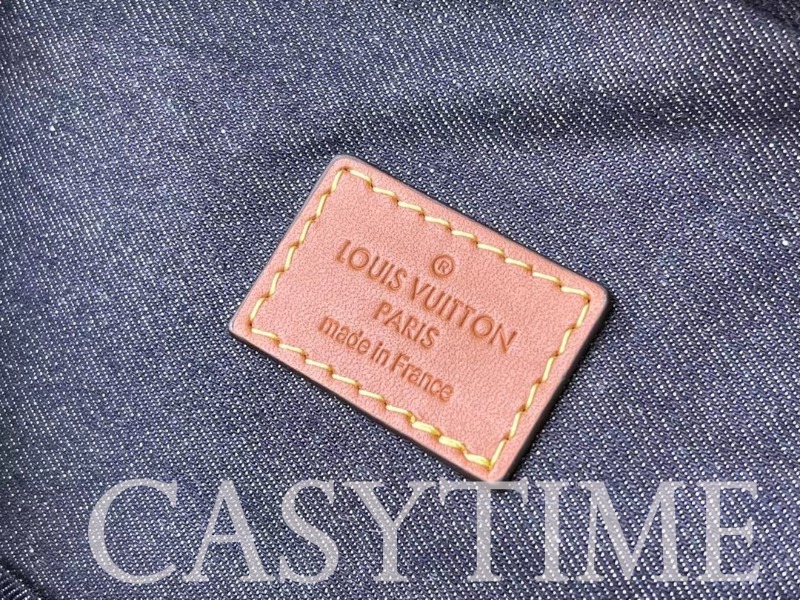 ®
LOUIS VUITTON
PARIS
made in France
CASYTIME